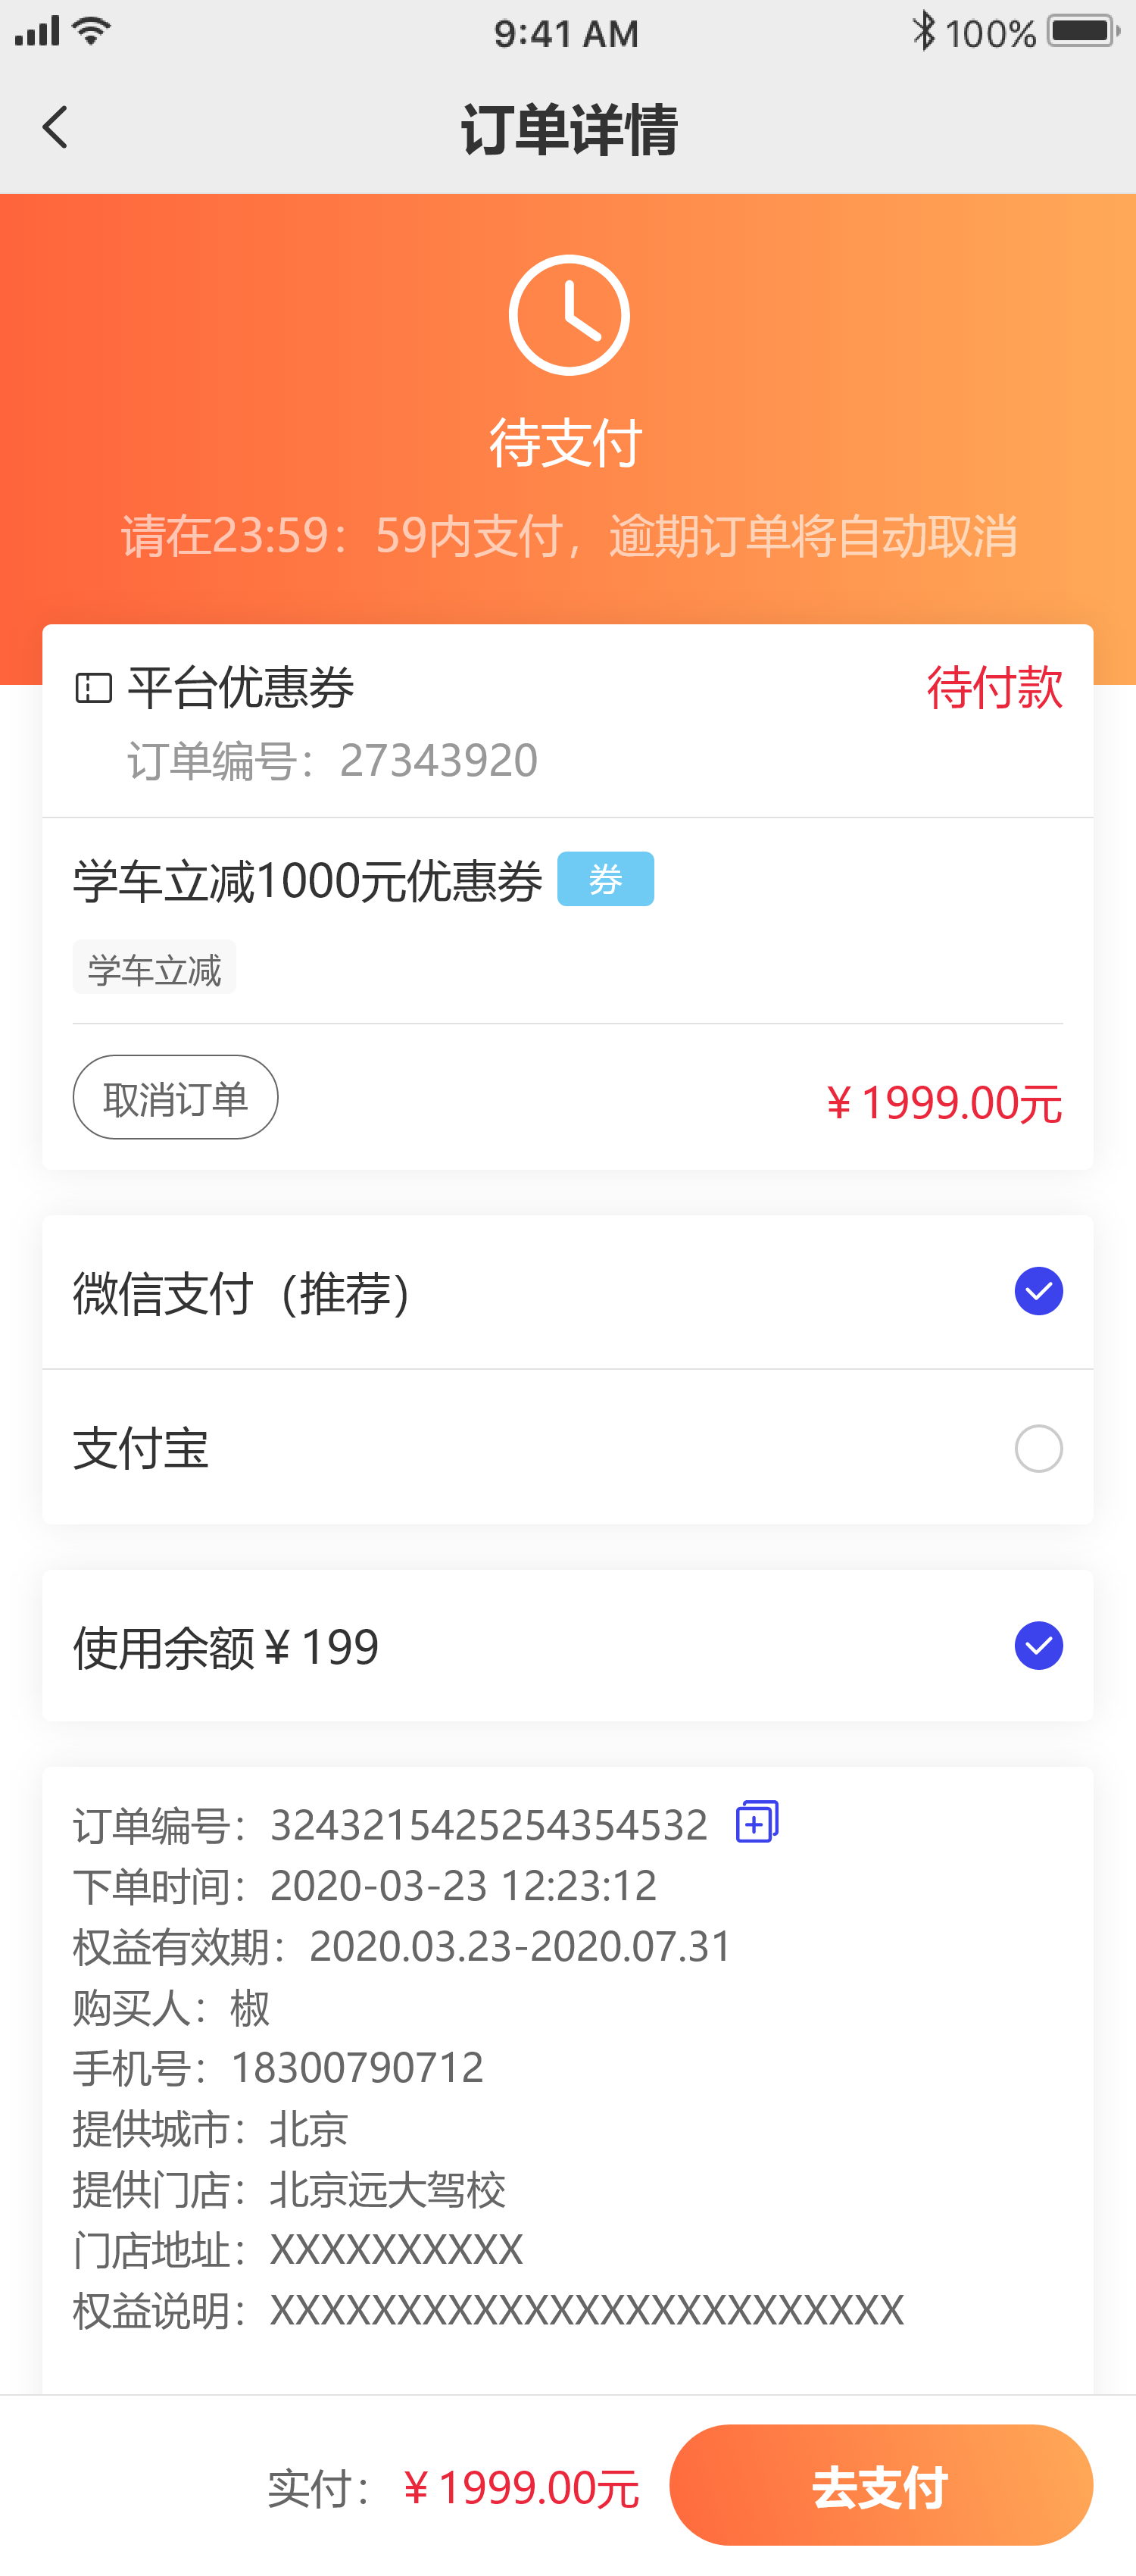 9:41 AM
100%
订单详情
待支付
请在23:59：59内支付，逾期订单将自动取消
平台优惠券
待付款
订单编号：27343920
学车立减1000元优惠券
券
学车立减
取消订单
¥ 1999.00元
微信支付（推荐）
支付宝
使用余额 ¥ 199
订单编号：3243215425254354532
下单时间：2020-03-23 12:23:12
权益有效期：2020.03.23-2020.07.31
购买人：椒
手机号：18300790712
提供城市：北京
提供门店：北京远大驾校
门店地址：XXXXXXXXXX
权益说明：XXXXXXXXXXXXXXXXXXXXXXXXX
实付：
¥ 1999.00元
去支付